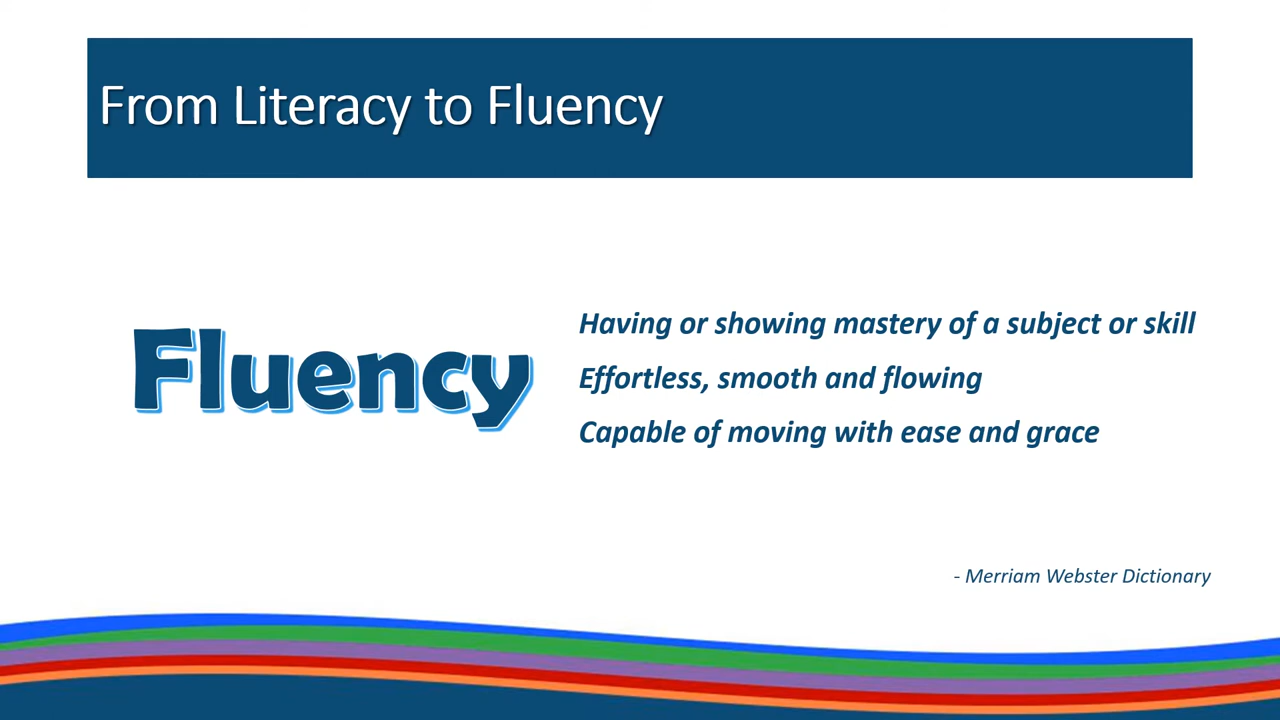 From Literacy to Fluency
Fluency
Having or showing mastery of a subject or skill
Effortless, smooth and flowing
Capable of moving with ease and grace
- Merriam Webster Dictionary